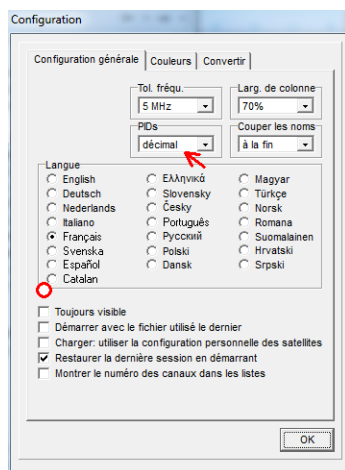 Configuration
Configuration générale Couleurs Convertir
Tol. fréqu. Larg. de colonne
5 MHz 70%
PIDs Couper les noms
décimal à la fin
Langue
English Ελληνικά Magyar
Deutsch Slovensky Türkçe
Nederlands Česky Norsk
Italiano Português Romana
Français Русский Suomalainen
Svenska Polski Hrvatski
Español Dansk Srpski
Catalan
Toujours visible
Démarrer avec le fichier utilisé le dernier
Charger: utiliser la configuration personnelle des satellites
Restaurer la dernière session en démarrant
Montrer le numéro des canaux dans les listes
OK